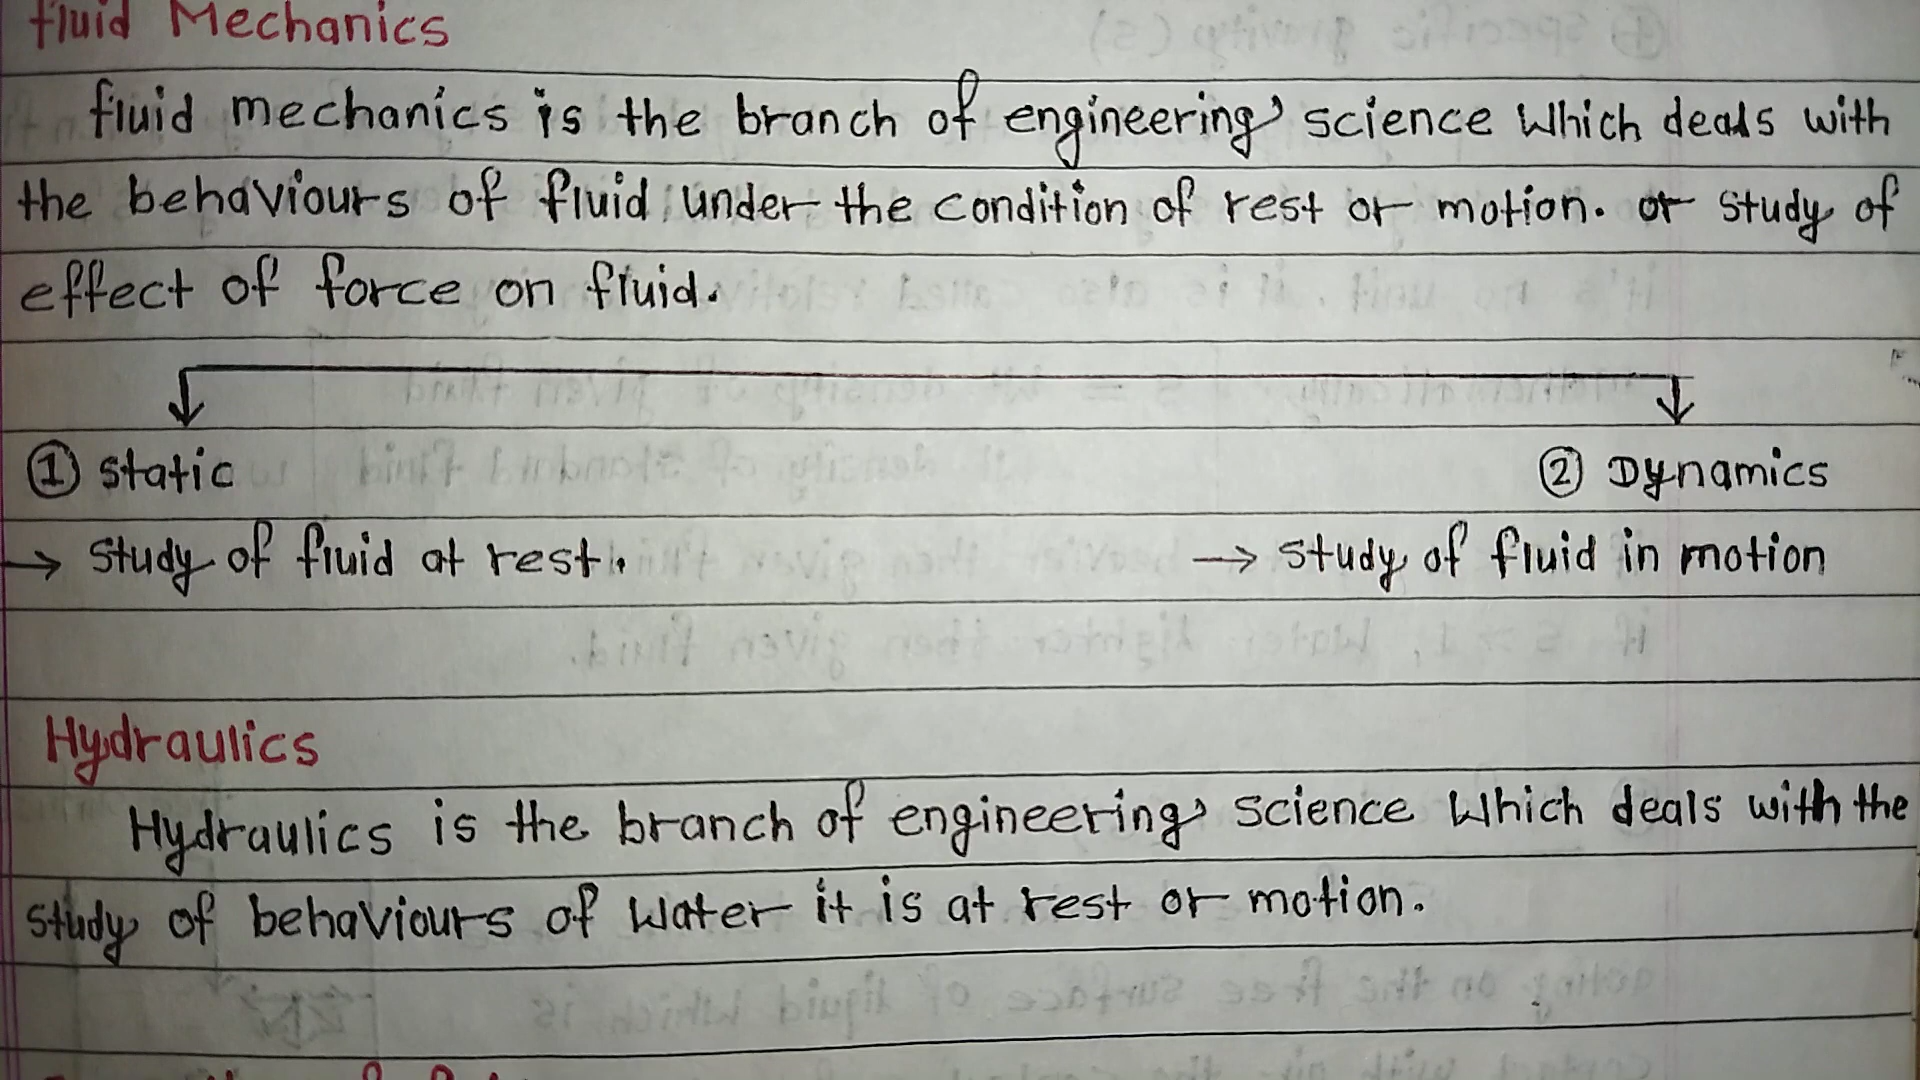 fluid Mechanics
fluid mechanics is the branch of engineering science Which deals with
the behaviours of fluid under the condition of rest or motion. or study of
effect of force on fluid.
① static ② Dynamics
→ study of fluid at rest. → study of fluid in motion
Hydraulics
Hydraulics is the branch of engineering science Which deals with the
study of behaviours of Water it is at rest or motion.